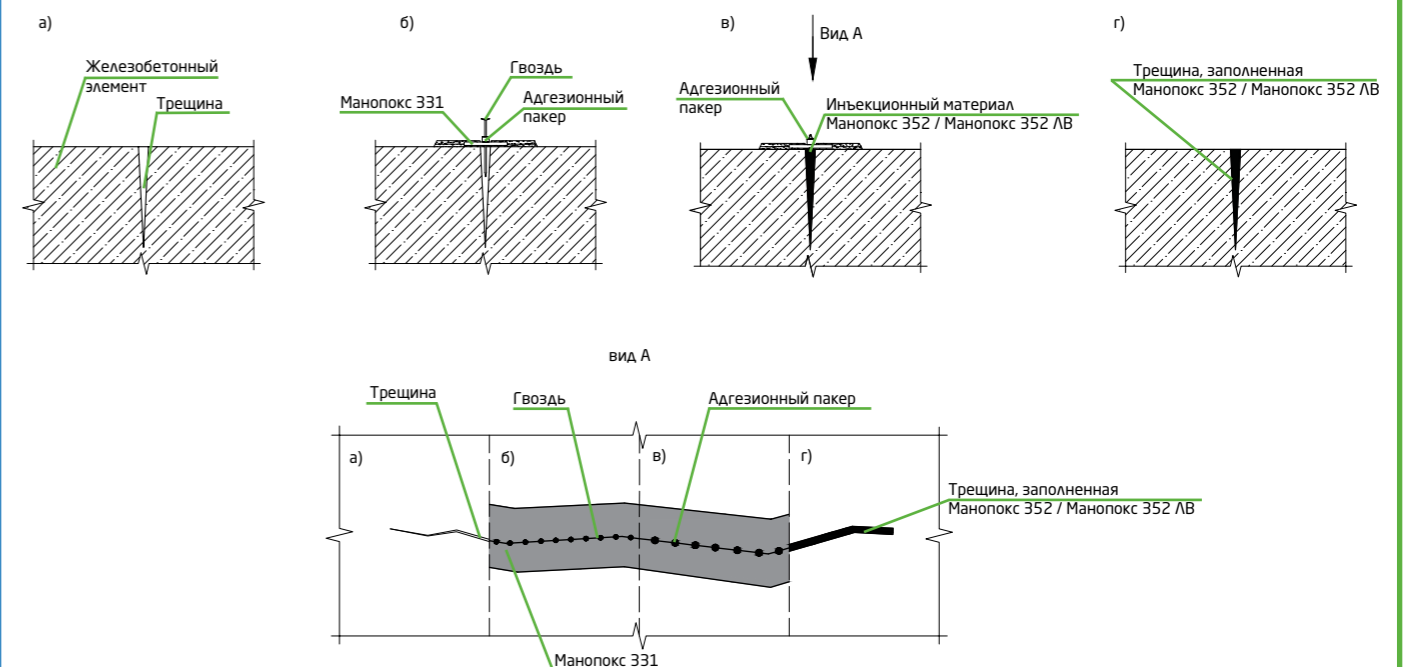 а)
Железобетонный
элемент
Трещина
б)
Гвоздь
Манопокс 331
Адгезионный
пакер
в)
Вид А
Адгезионный
пакер
Инъекционный материал
Манопокс 352 / Манопокс 352 ЛВ
г)
Трещина, заполненная
Манопокс 352 / Манопокс 352 ЛВ
вид А
Трещина
Гвоздь
Адгезионный пакер
а)
б)
в)
г)
Трещина, заполненная
Манопокс 352 / Манопокс 352 ЛВ
Манопокс 331